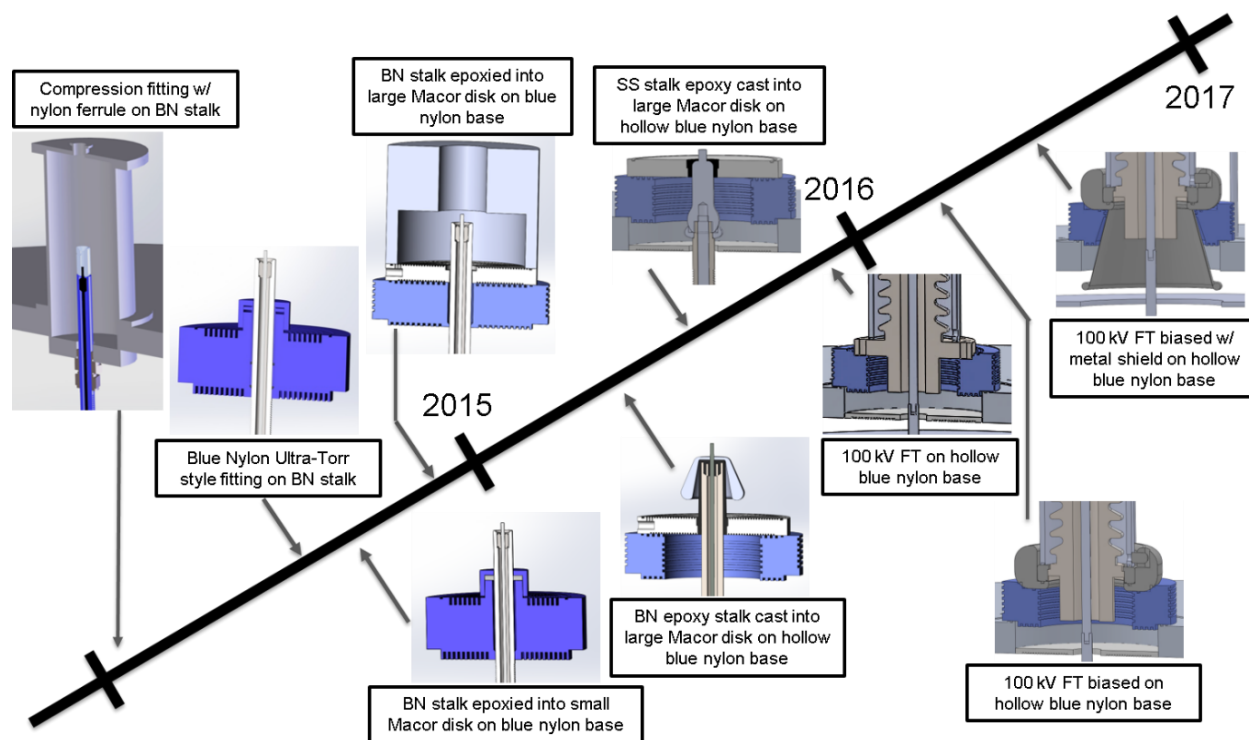 Compression fitting w/
nylon ferrule on BN stalk
BN stalk epoxied into
large Macor disk on blue
nylon base
SS stalk epoxy cast into
large Macor disk on
hollow blue nylon base
2017
2016
100 kV FT biased w/
metal shield on hollow
blue nylon base
2015
Blue Nylon Ultra-Torr
style fitting on BN stalk
100 kV FT on hollow
blue nylon base
BN epoxy stalk cast into
large Macor disk on hollow
blue nylon base
BN stalk epoxied into small
Macor disk on blue nylon base
100 kV FT biased on
hollow blue nylon base